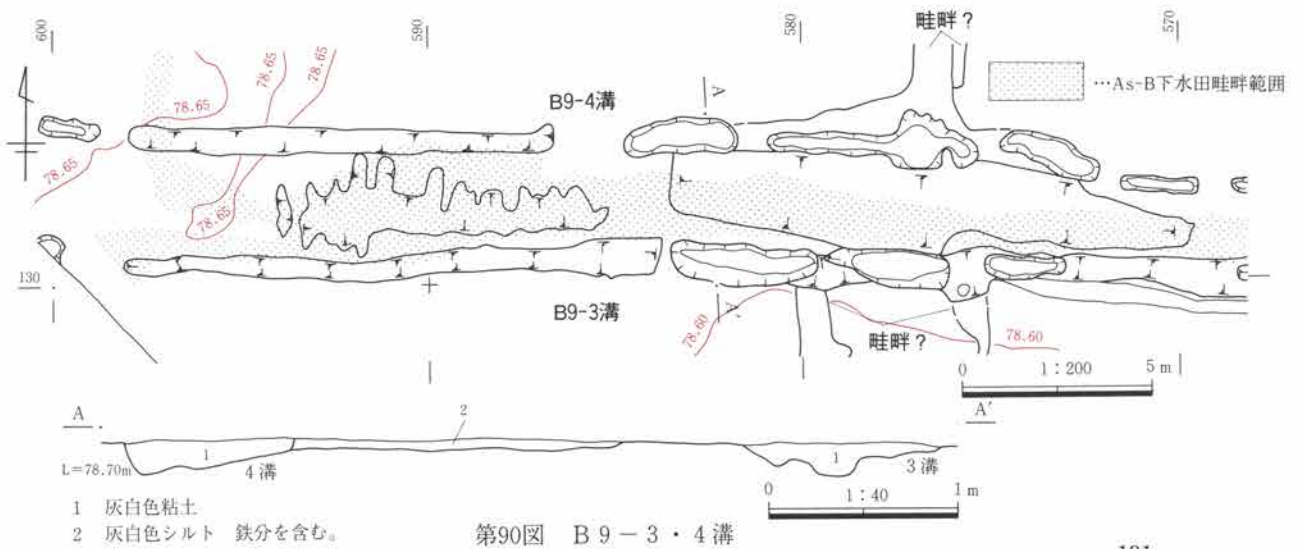 600
590
580
570
畦畔？
…As-B下水田畦畔範囲
78.65
78.65
78.65
78.65
78.65
78.65
B9-4溝
A
130
B9-3溝
A′
78.60
畦畔？
78.60
0 1：200 5 m
A
2
A′
L＝78.70m
1
4溝
1
3溝
0 1：40 1 m
1 灰白色粘土
2 灰白色シルト 鉄分を含む。
第90図 B9－3・4溝